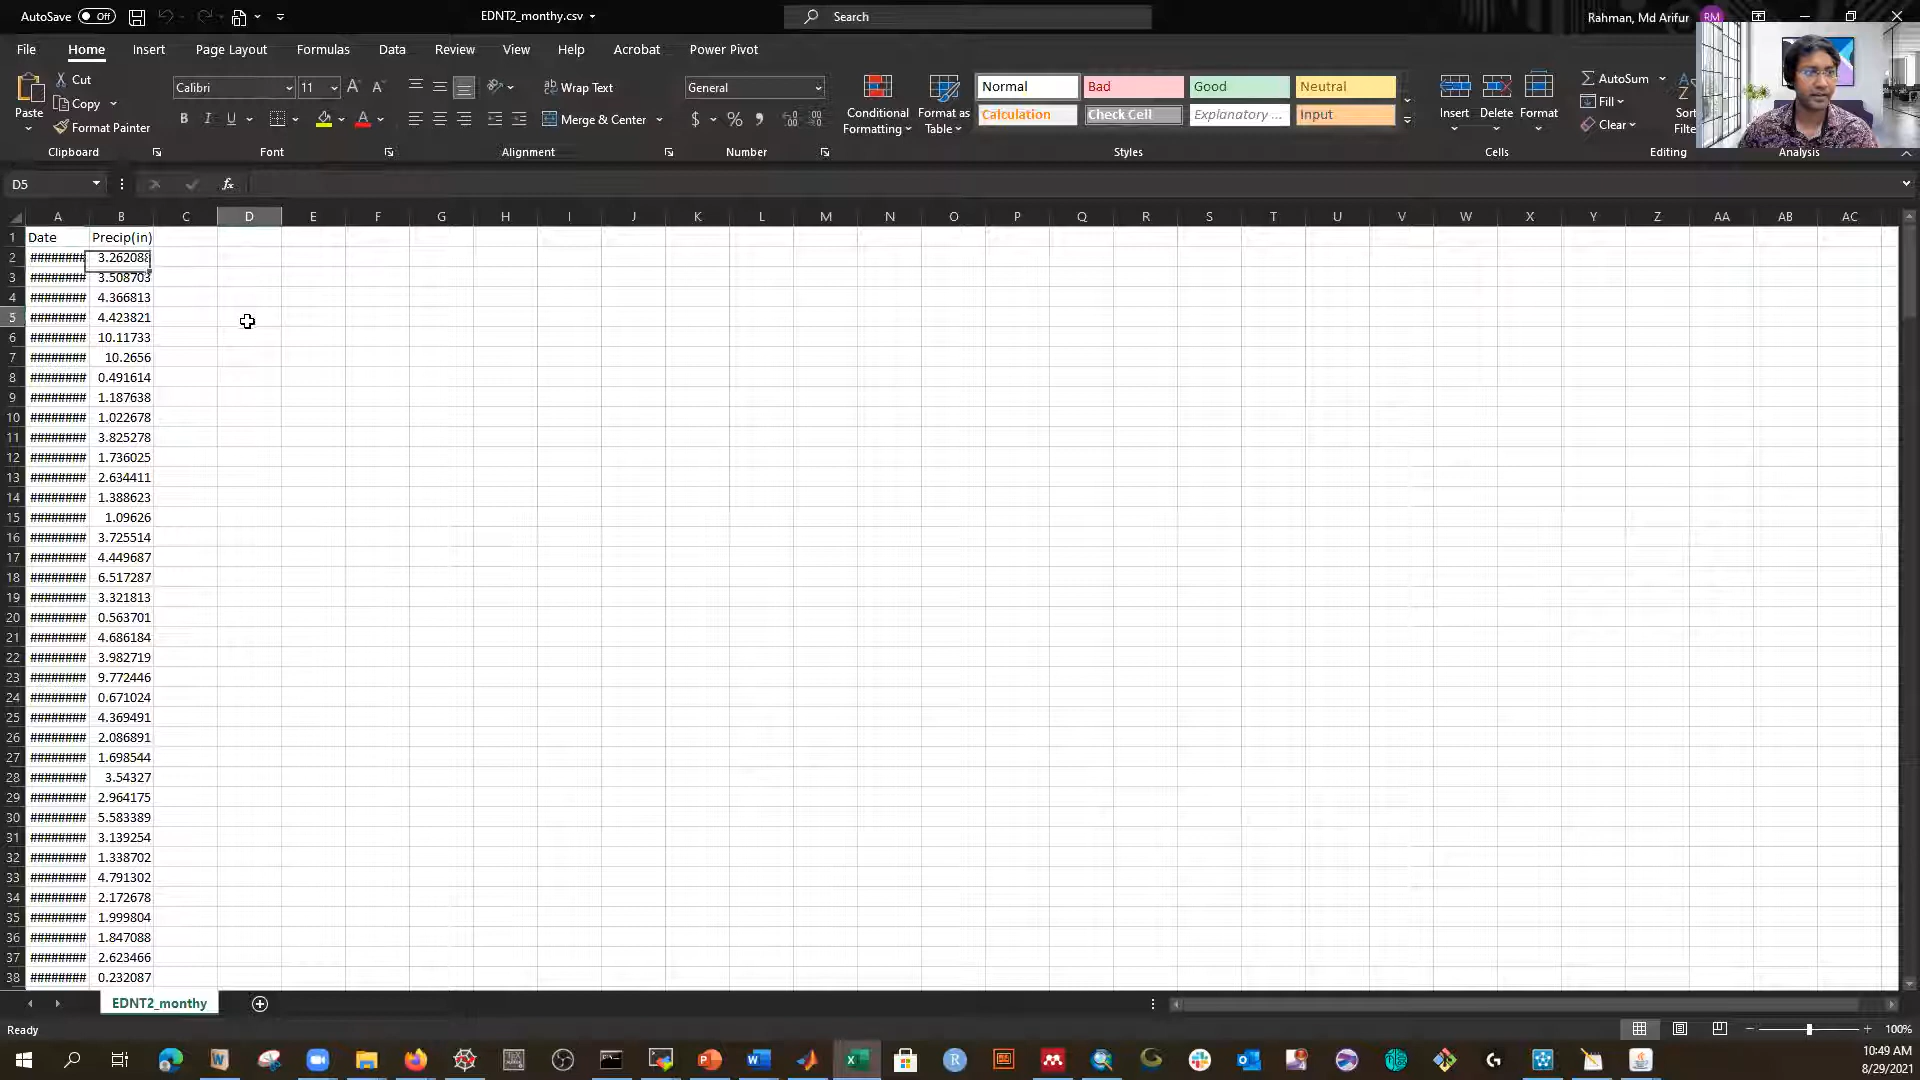 AutoSave Off EDNT2_monthy.csv Search Rahman, Md Arifur RM
File Home Insert Page Layout Formulas Data Review View Help Acrobat Power Pivot
Paste Cut Copy Format Painter
Calibri 11 B I U A A A
Wrap Text
Merge & Center
General
$ % 9
Conditional Formatting Format as Table
Normal Bad Good Neutral
Calculation Check Cell Explanatory ... Input
Insert Delete Format
AutoSum
Fill
Clear
Sort
Filte
Clipboard Font Alignment Number Styles Cells Editing Analysis
D5 fx
A B C D E F G H I J K L M N O P Q R S T U V W X Y Z AA AB AC
1 Date Precip(in)
2 ######## 3.262088
3 ######## 3.508703
4 ######## 4.366813
5 ######## 4.423821
6 ######## 10.11733
7 ######## 10.2656
8 ######## 0.491614
9 ######## 1.187638
10 ######## 1.022678
11 ######## 3.825278
12 ######## 1.736025
13 ######## 2.634411
14 ######## 1.388623
15 ######## 1.09626
16 ######## 3.725514
17 ######## 4.449687
18 ######## 6.517287
19 ######## 3.321813
20 ######## 0.563701
21 ######## 4.686184
22 ######## 3.982719
23 ######## 9.772446
24 ######## 0.671024
25 ######## 4.369491
26 ######## 2.086891
27 ######## 1.698544
28 ######## 3.54327
29 ######## 2.964175
30 ######## 5.583389
31 ######## 3.139254
32 ######## 1.338702
33 ######## 4.791302
34 ######## 2.172678
35 ######## 1.999804
36 ######## 1.847088
37 ######## 2.623466
38 ######## 0.232087
EDNT2_monthy
Ready 100%
10:49 AM
8/29/2021